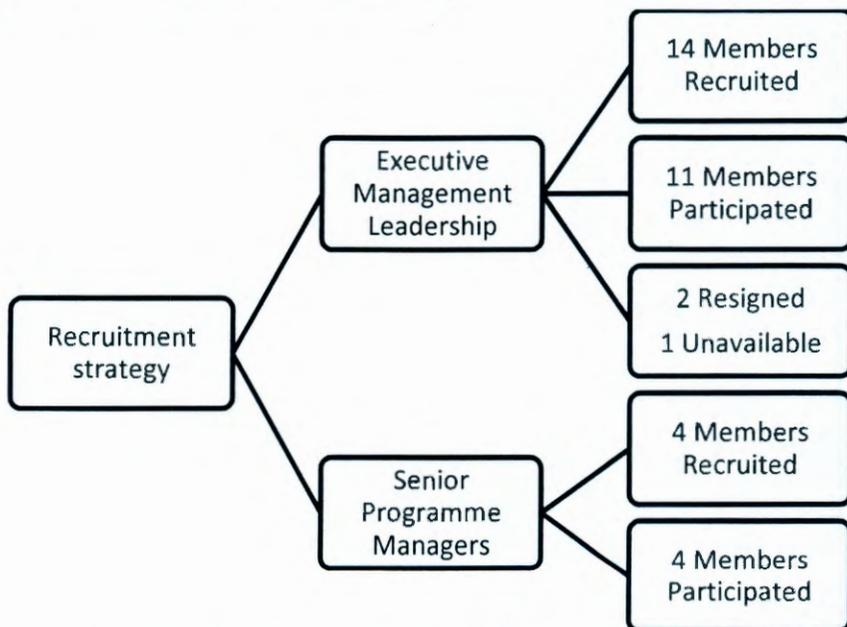 Recruitment
strategy
Executive
Management
Leadership
14 Members
Recruited
11 Members
Participated
2 Resigned
1 Unavailable
Senior
Programme
Managers
4 Members
Recruited
4 Members
Participated